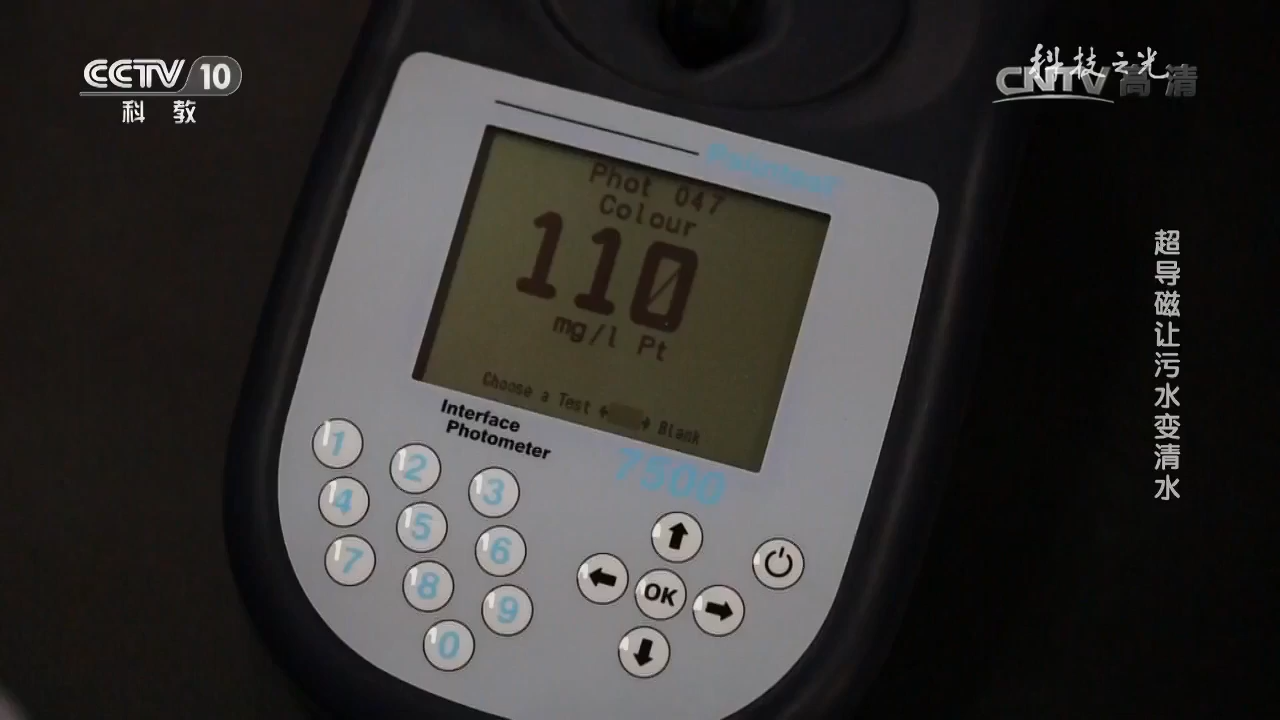 CCTV 10
科教
科技之光
CNTV 高清
Palintest
Phot 047
Colour
110
mg/l Pt
Choose a Test ← → Blank
Interface
Photometer
7500
1
2
3
4
5
6
7
8
9
0
OK
超导磁让污水变清水